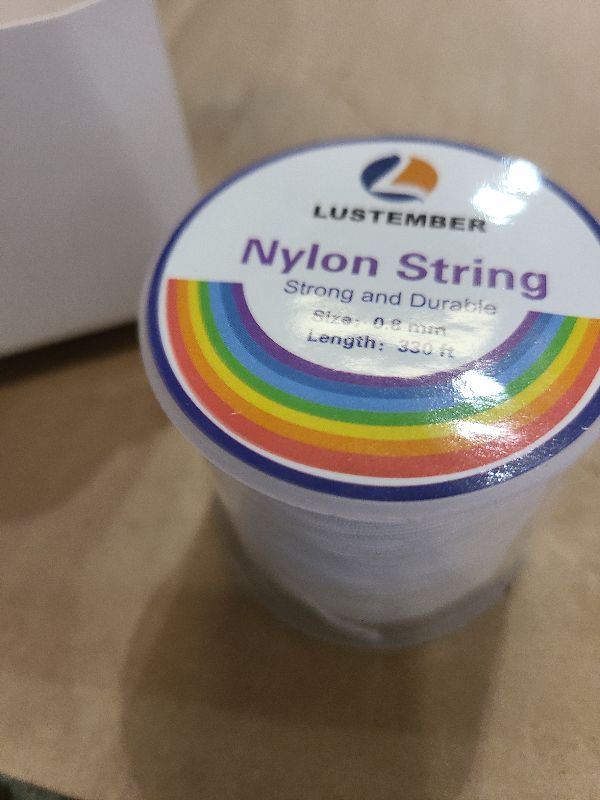 LUSTEMBER
Nylon String
Strong and Durable
Size: 0.8 mm
Length: 330 ft